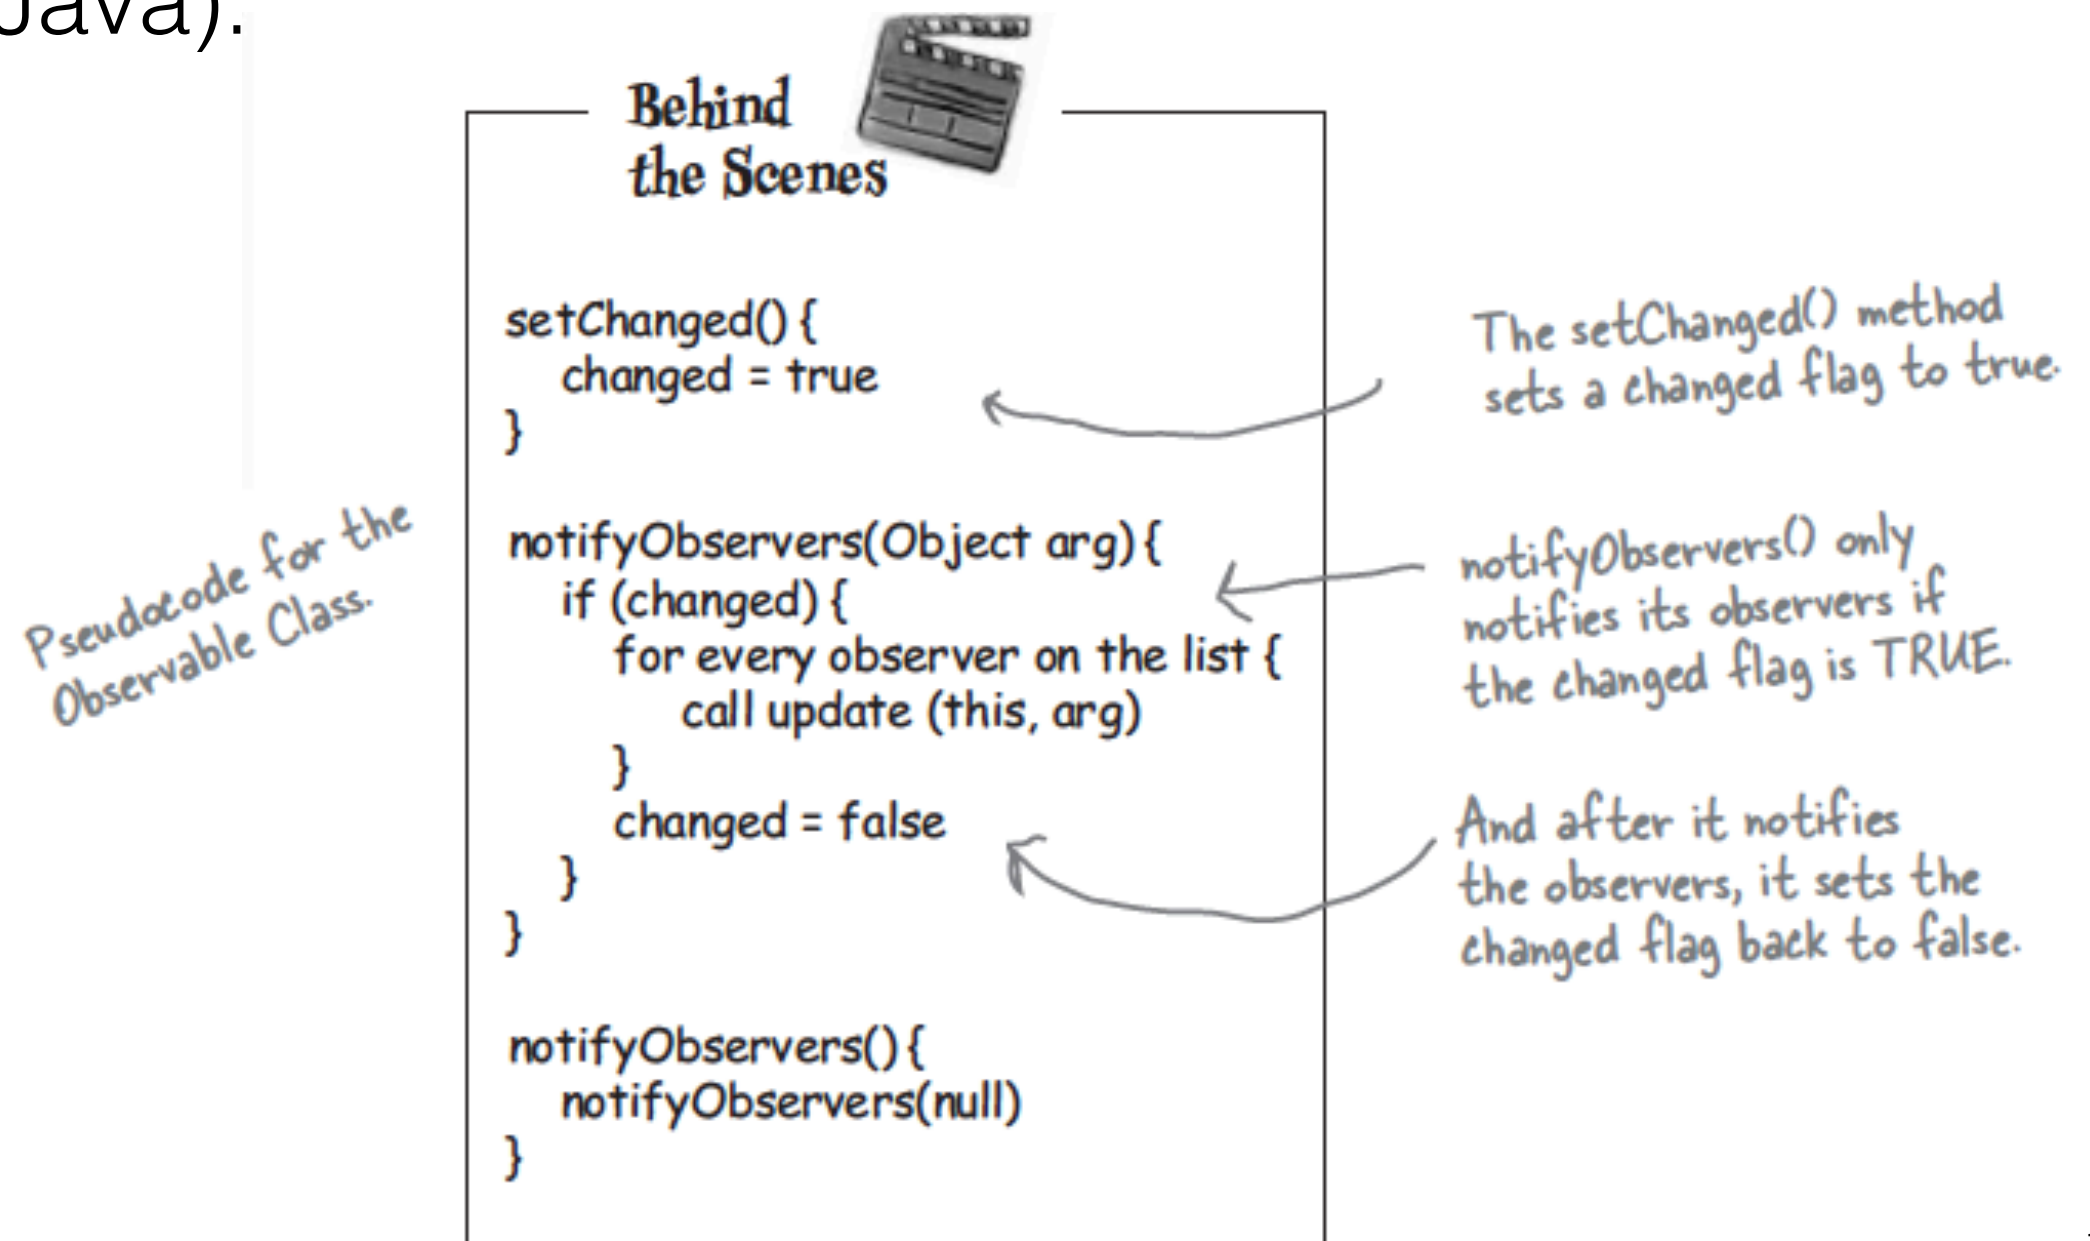 Java).
Behind
the Scenes
setChanged() {
changed = true
}
notifyObservers(Object arg) {
if (changed) {
for every observer on the list {
call update (this, arg)
}
changed = false
}
}
notifyObservers() {
notifyObservers(null)
}
Pseudocode for the
Observable Class.
The setChanged() method
sets a changed flag to true.
notifyObservers() only
notifies its observers if
the changed flag is TRUE.
And after it notifies
the observers, it sets the
changed flag back to false.